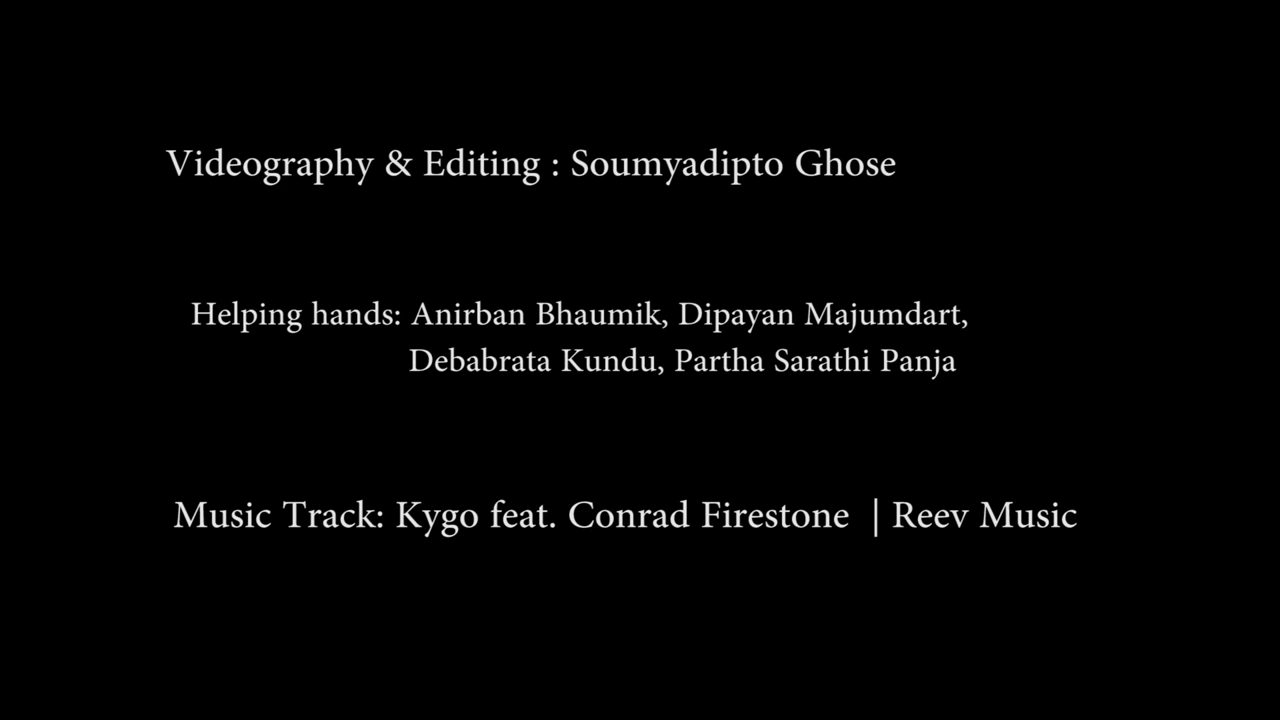 Videography & Editing : Soumyadipto Ghose
Helping hands: Anirban Bhaumik, Dipayan Majumdart,
Debabrata Kundu, Partha Sarathi Panja
Music Track: Kygo feat. Conrad Firestone | Reev Music